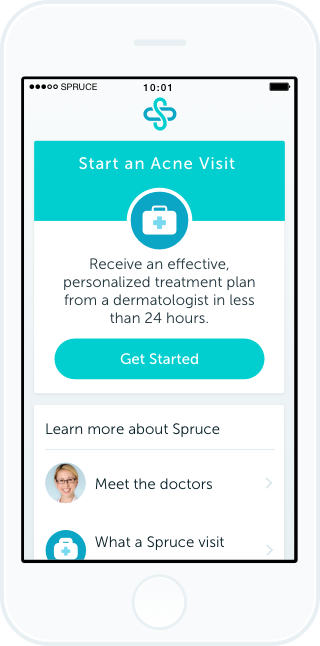 SPRUCE 10:01
Start an Acne Visit
Receive an effective,
personalized treatment plan
from a dermatologist in less
than 24 hours.
Get Started
Learn more about Spruce
Meet the doctors
What a Spruce visit